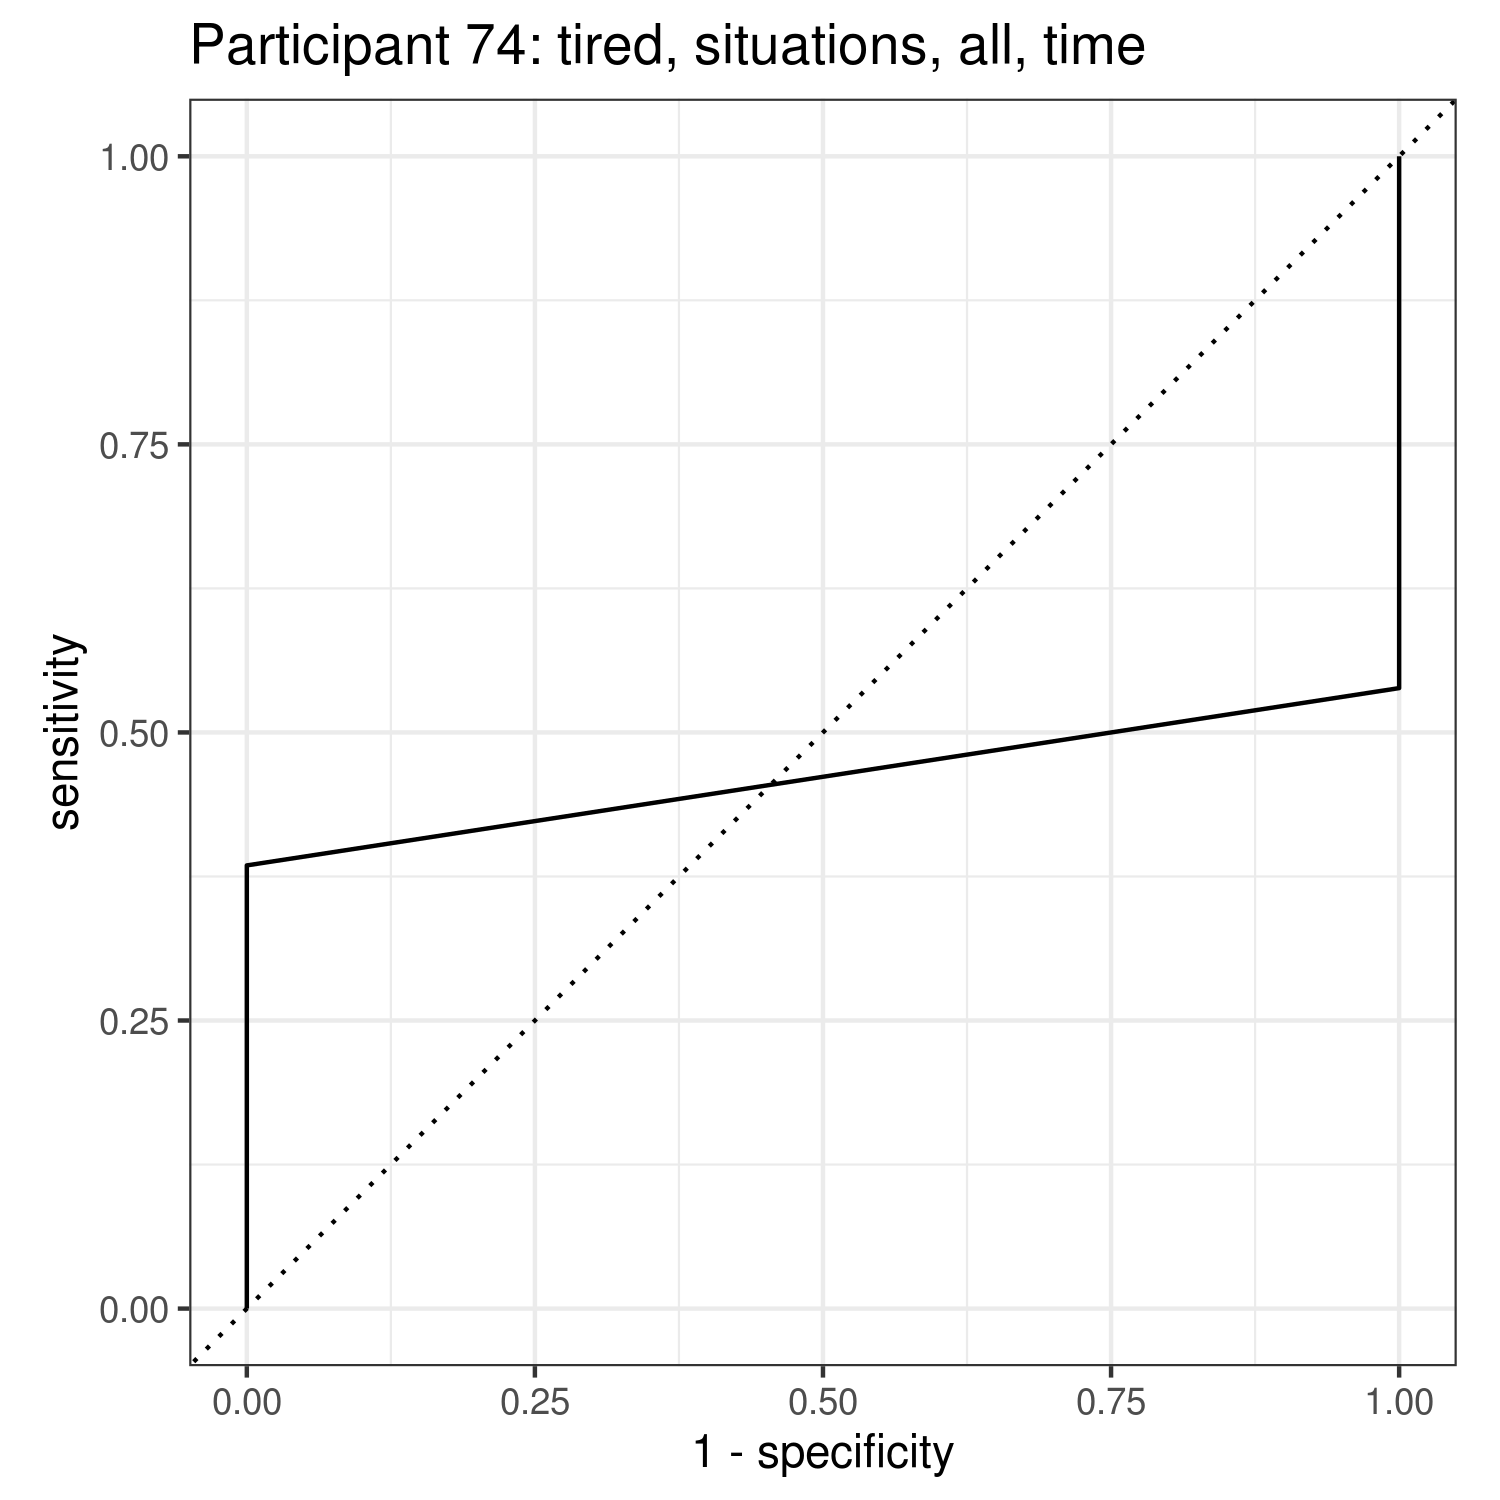 Participant 74: tired, situations, all, time
1.00
0.75
0.50
0.25
0.00
sensitivity
0.00 0.25 0.50 0.75 1.00
1 - specificity